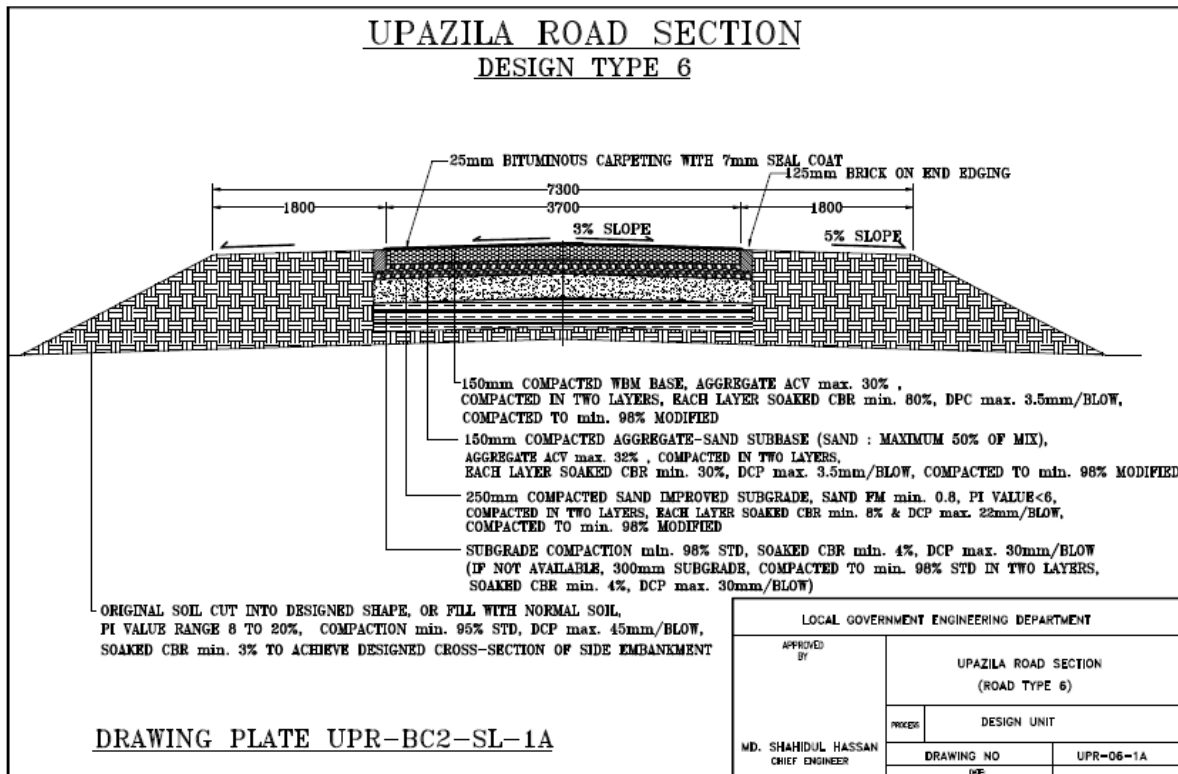 UPAZILA ROAD SECTION
DESIGN TYPE 6
25mm BITUMINOUS CARPETING WITH 7mm SEAL COAT
125mm BRICK ON END EDGING
7300
1800
3700
1800
3% SLOPE
5% SLOPE
150mm COMPACTED WBM BASE, AGGREGATE ACV max. 30% ,
COMPACTED IN TWO LAYERS, EACH LAYER SOAKED CBR min. 80%, DPC max. 3.5mm/BLOW,
COMPACTED TO min. 98% MODIFIED
150mm COMPACTED AGGREGATE-SAND SUBBASE (SAND : MAXIMUM 50% OF MIX),
AGGREGATE ACV max. 32% , COMPACTED IN TWO LAYERS,
EACH LAYER SOAKED CBR min. 30%, DCP max. 3.5mm/BLOW, COMPACTED TO min. 98% MODIFIED
250mm COMPACTED SAND IMPROVED SUBGRADE, SAND FM min. 0.8, PI VALUE<6,
COMPACTED IN TWO LAYERS, EACH LAYER SOAKED CBR min. 8% & DCP max. 22mm/BLOW,
COMPACTED TO min. 98% MODIFIED
SUBGRADE COMPACTION min. 98% STD, SOAKED CBR min. 4%, DCP max. 30mm/BLOW
(IF NOT AVAILABLE, 300mm SUBGRADE, COMPACTED TO min. 98% STD IN TWO LAYERS,
SOAKED CBR min. 4%, DCP max. 30mm/BLOW)
ORIGINAL SOIL CUT INTO DESIGNED SHAPE, OR FILL WITH NORMAL SOIL,
PI VALUE RANGE 8 TO 20%, COMPACTION min. 95% STD, DCP max. 45mm/BLOW,
SOAKED CBR min. 3% TO ACHIEVE DESIGNED CROSS-SECTION OF SIDE EMBANKMENT
DRAWING PLATE UPR-BC2-SL-1A
LOCAL GOVERNMENT ENGINEERING DEPARTMENT
APPROVED
BY
UPAZILA ROAD SECTION
(ROAD TYPE 6)
PROCESS
DESIGN UNIT
MD. SHAHIDUL HASSAN
CHIEF ENGINEER
DRAWING NO
UPR-06-1A